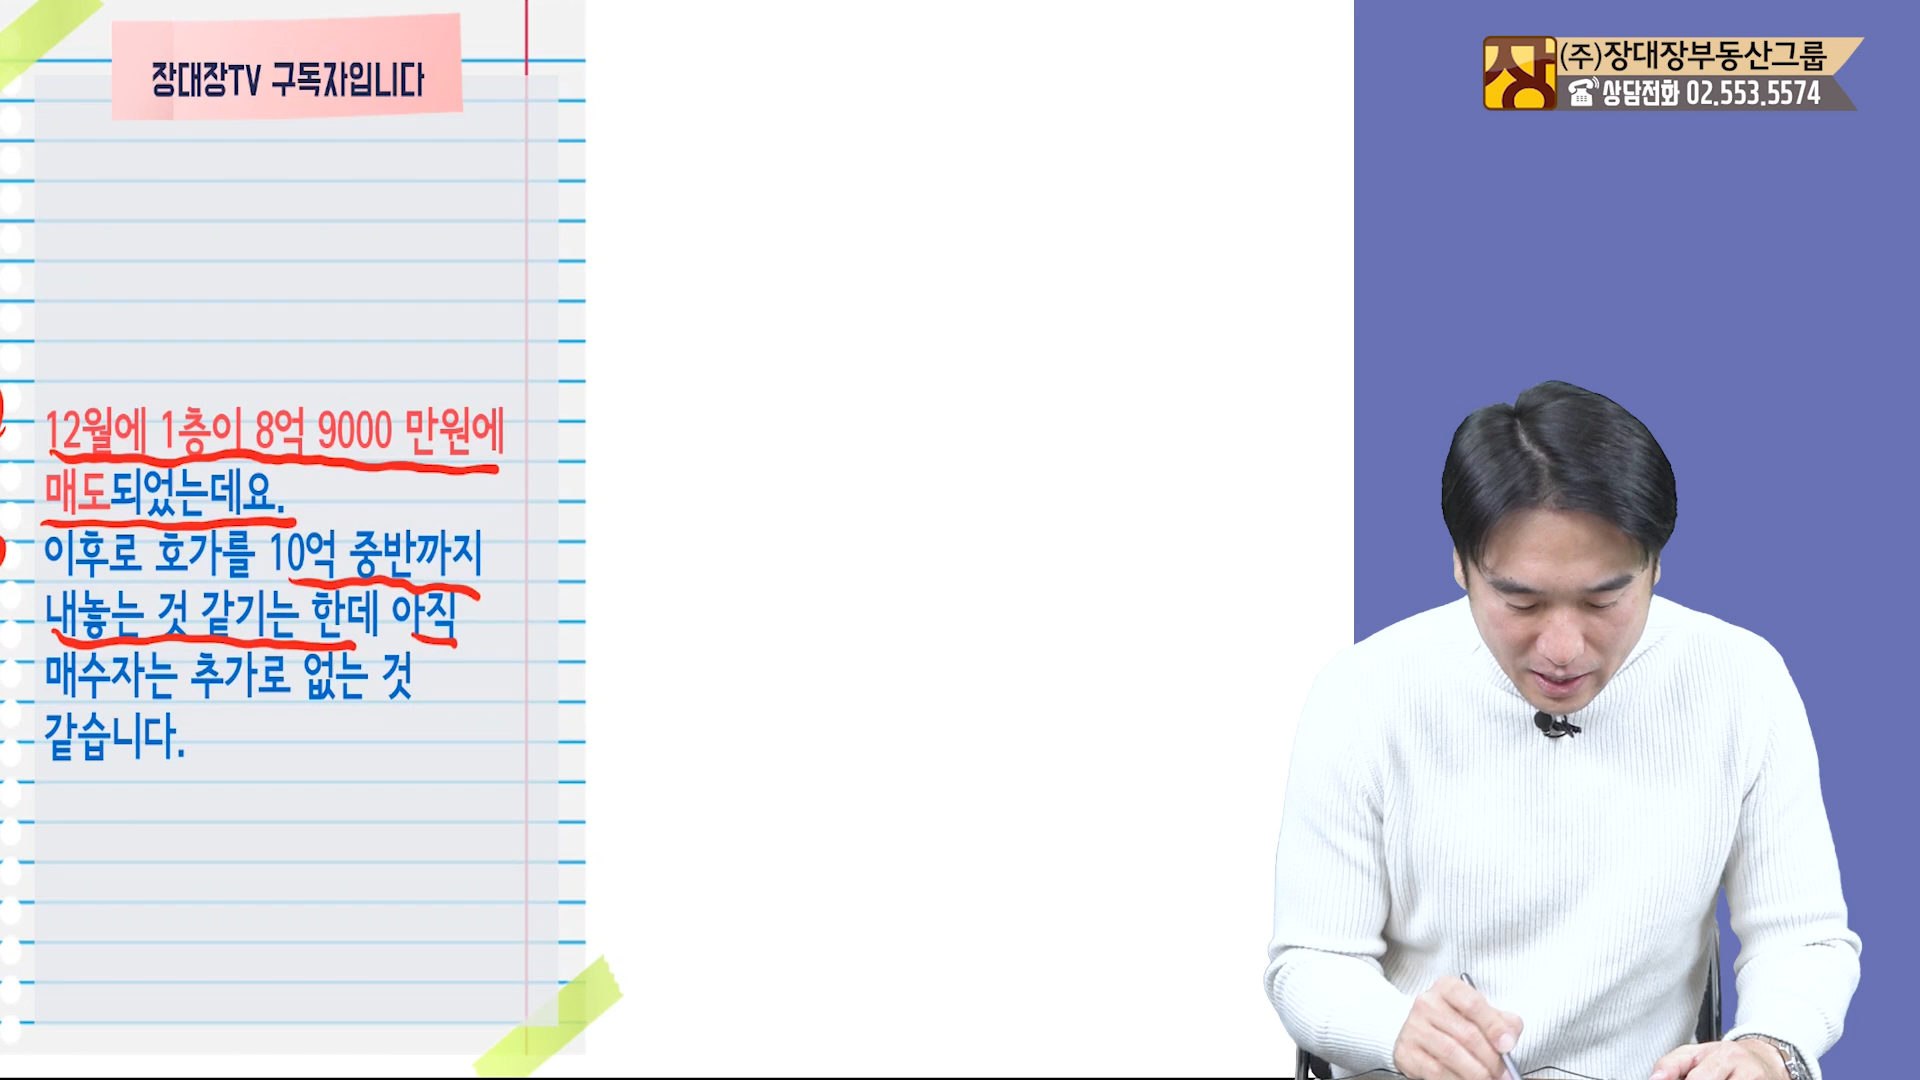 장대장TV 구독자입니다
12월에 1층이 8억 9000 만원에
매도되었는데요.
이후로 호가를 10억 중반까지
내놓는 것 같기는 한데 아직
매수자는 추가로 없는 것
같습니다.
장
(주)장대장부동산그룹
상담전화 02.553.5574